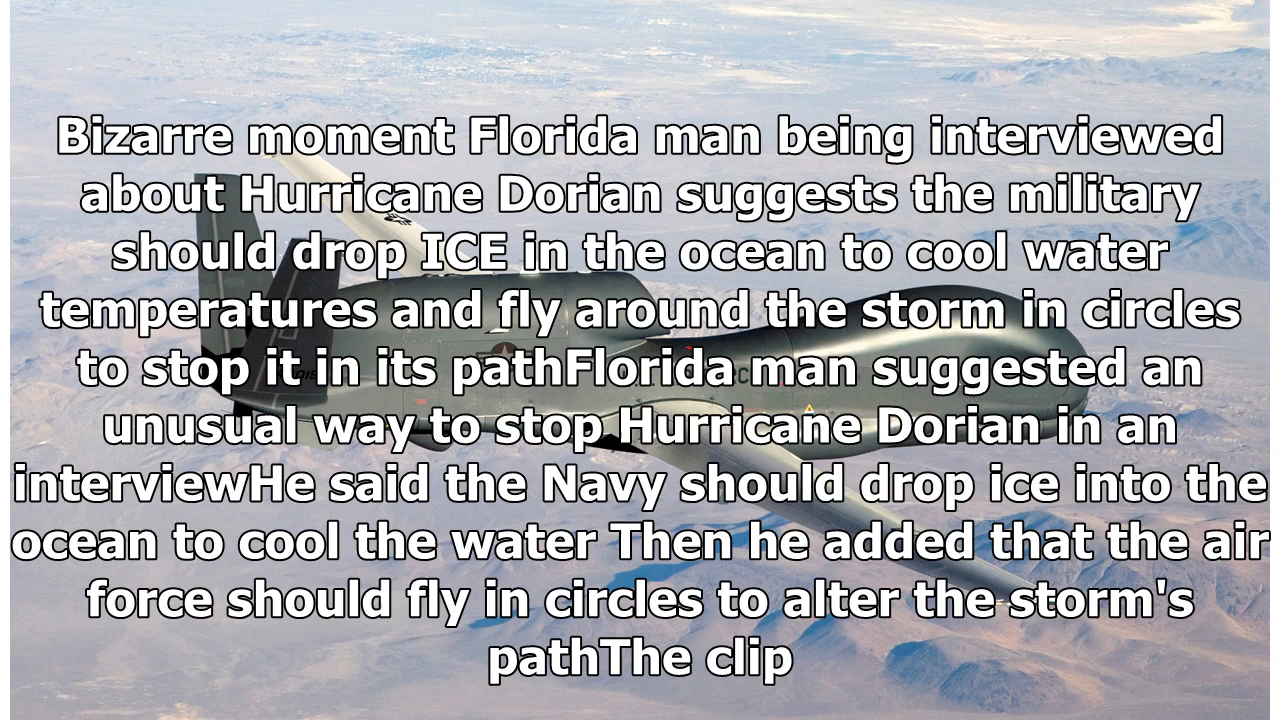 Bizarre moment Florida man being interviewed
about Hurricane Dorian suggests the military
should drop ICE in the ocean to cool water
temperatures and fly around the storm in circles
to stop it in its pathFlorida man suggested an
unusual way to stop Hurricane Dorian in an
interviewHe said the Navy should drop ice into the
ocean to cool the water Then he added that the air
force should fly in circles to alter the storm's
pathThe clip